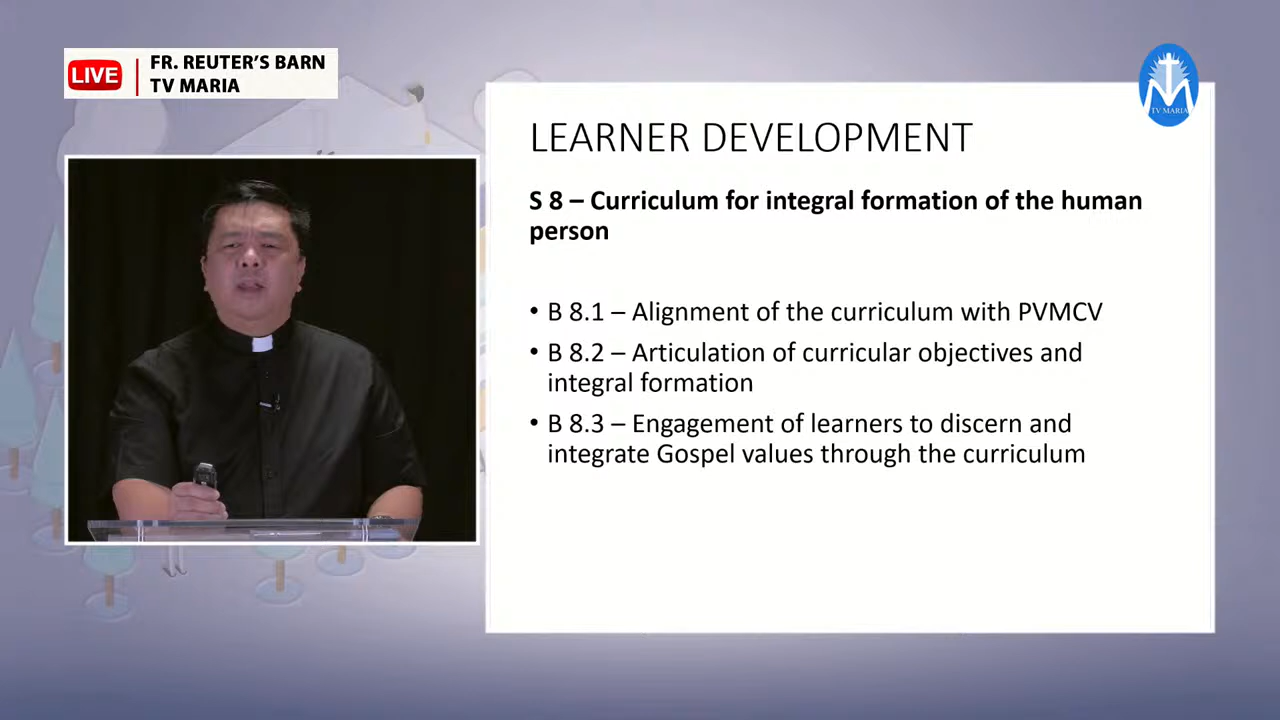 LIVE
FR. REUTER'S BARN
TV MARIA
TV MARIA
LEARNER DEVELOPMENT
S 8 – Curriculum for integral formation of the human
person
• B 8.1 – Alignment of the curriculum with PVMCV
• B 8.2 – Articulation of curricular objectives and
integral formation
• B 8.3 – Engagement of learners to discern and
integrate Gospel values through the curriculum